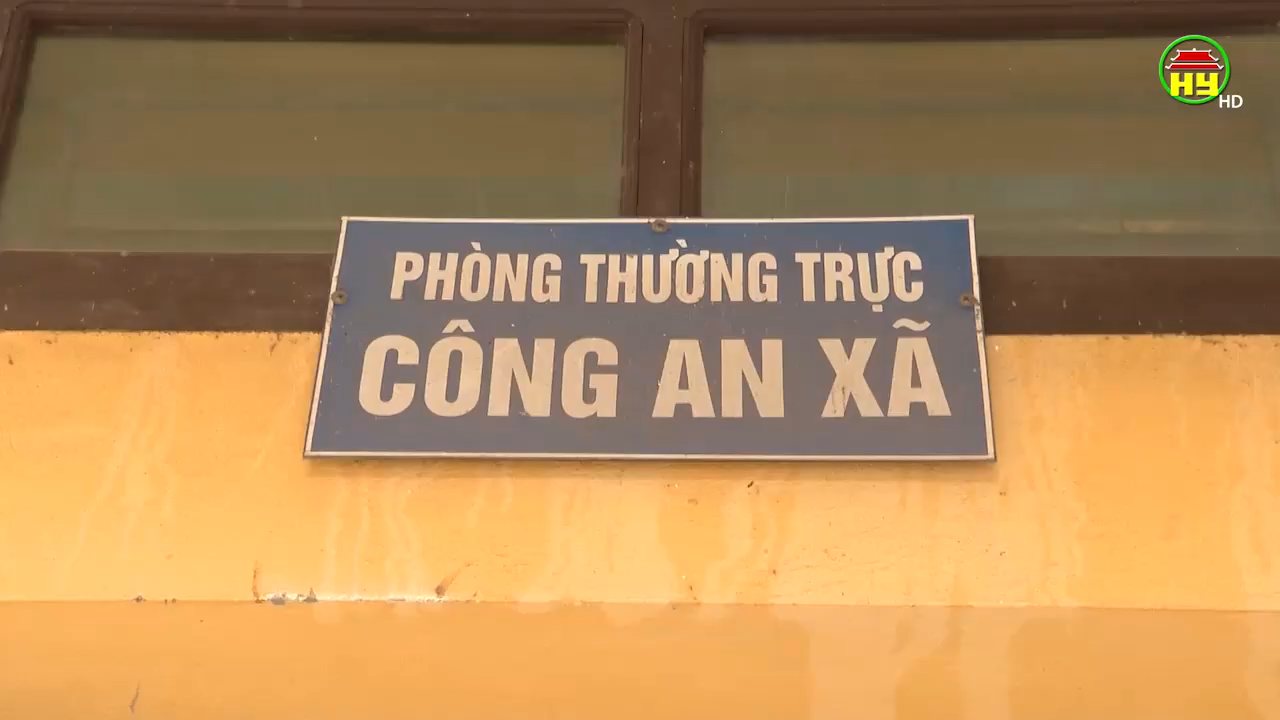 HY
HD
PHÒNG THƯỜNG TRỰC
CÔNG AN XÃ